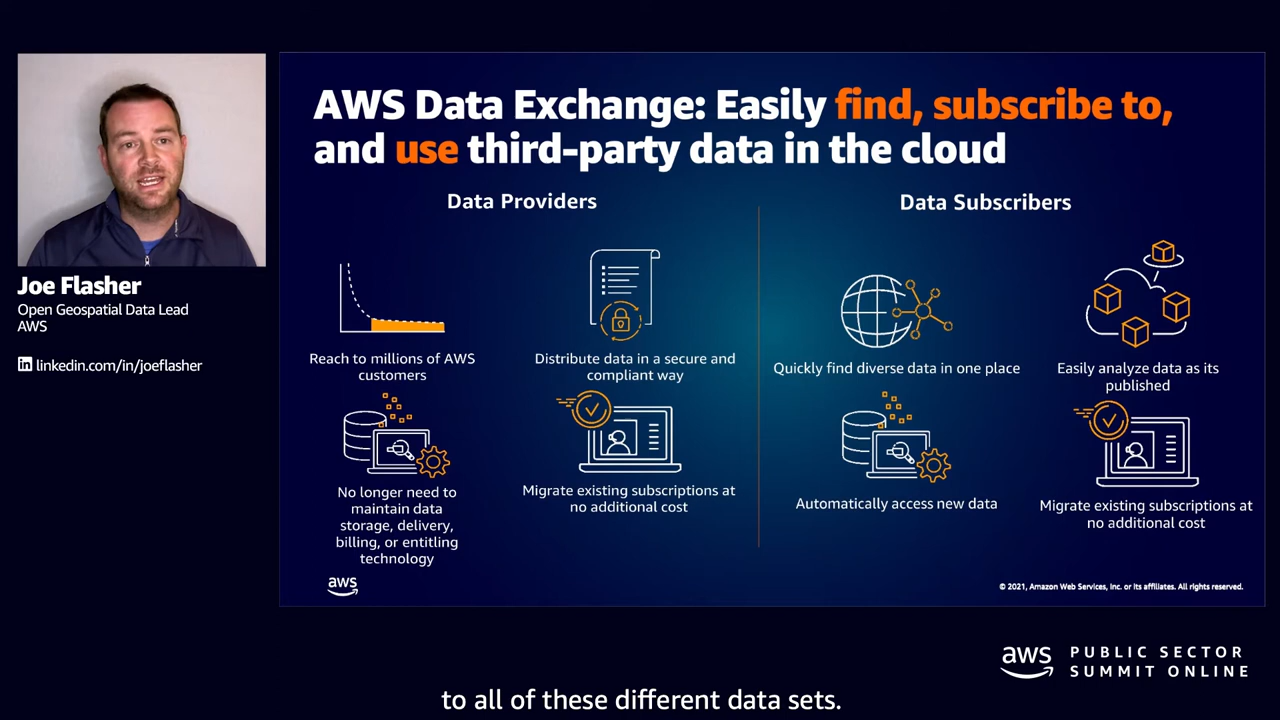 Joe Flasher
Open Geospatial Data Lead
AWS
in linkedin.com/in/joeflasher
AWS Data Exchange: Easily find, subscribe to,
and use third-party data in the cloud
Data Providers
Reach to millions of AWS
customers
Distribute data in a secure and
compliant way
No longer need to
maintain data
storage, delivery,
billing, or entitling
technology
Migrate existing subscriptions at
no additional cost
Data Subscribers
Quickly find diverse data in one place
Easily analyze data as its
published
Automatically access new data
Migrate existing subscriptions at
no additional cost
aws
© 2021, Amazon Web Services, Inc. or its affiliates. All rights reserved.
aws
PUBLIC SECTOR
SUMMIT ONLINE
to all of these different data sets.